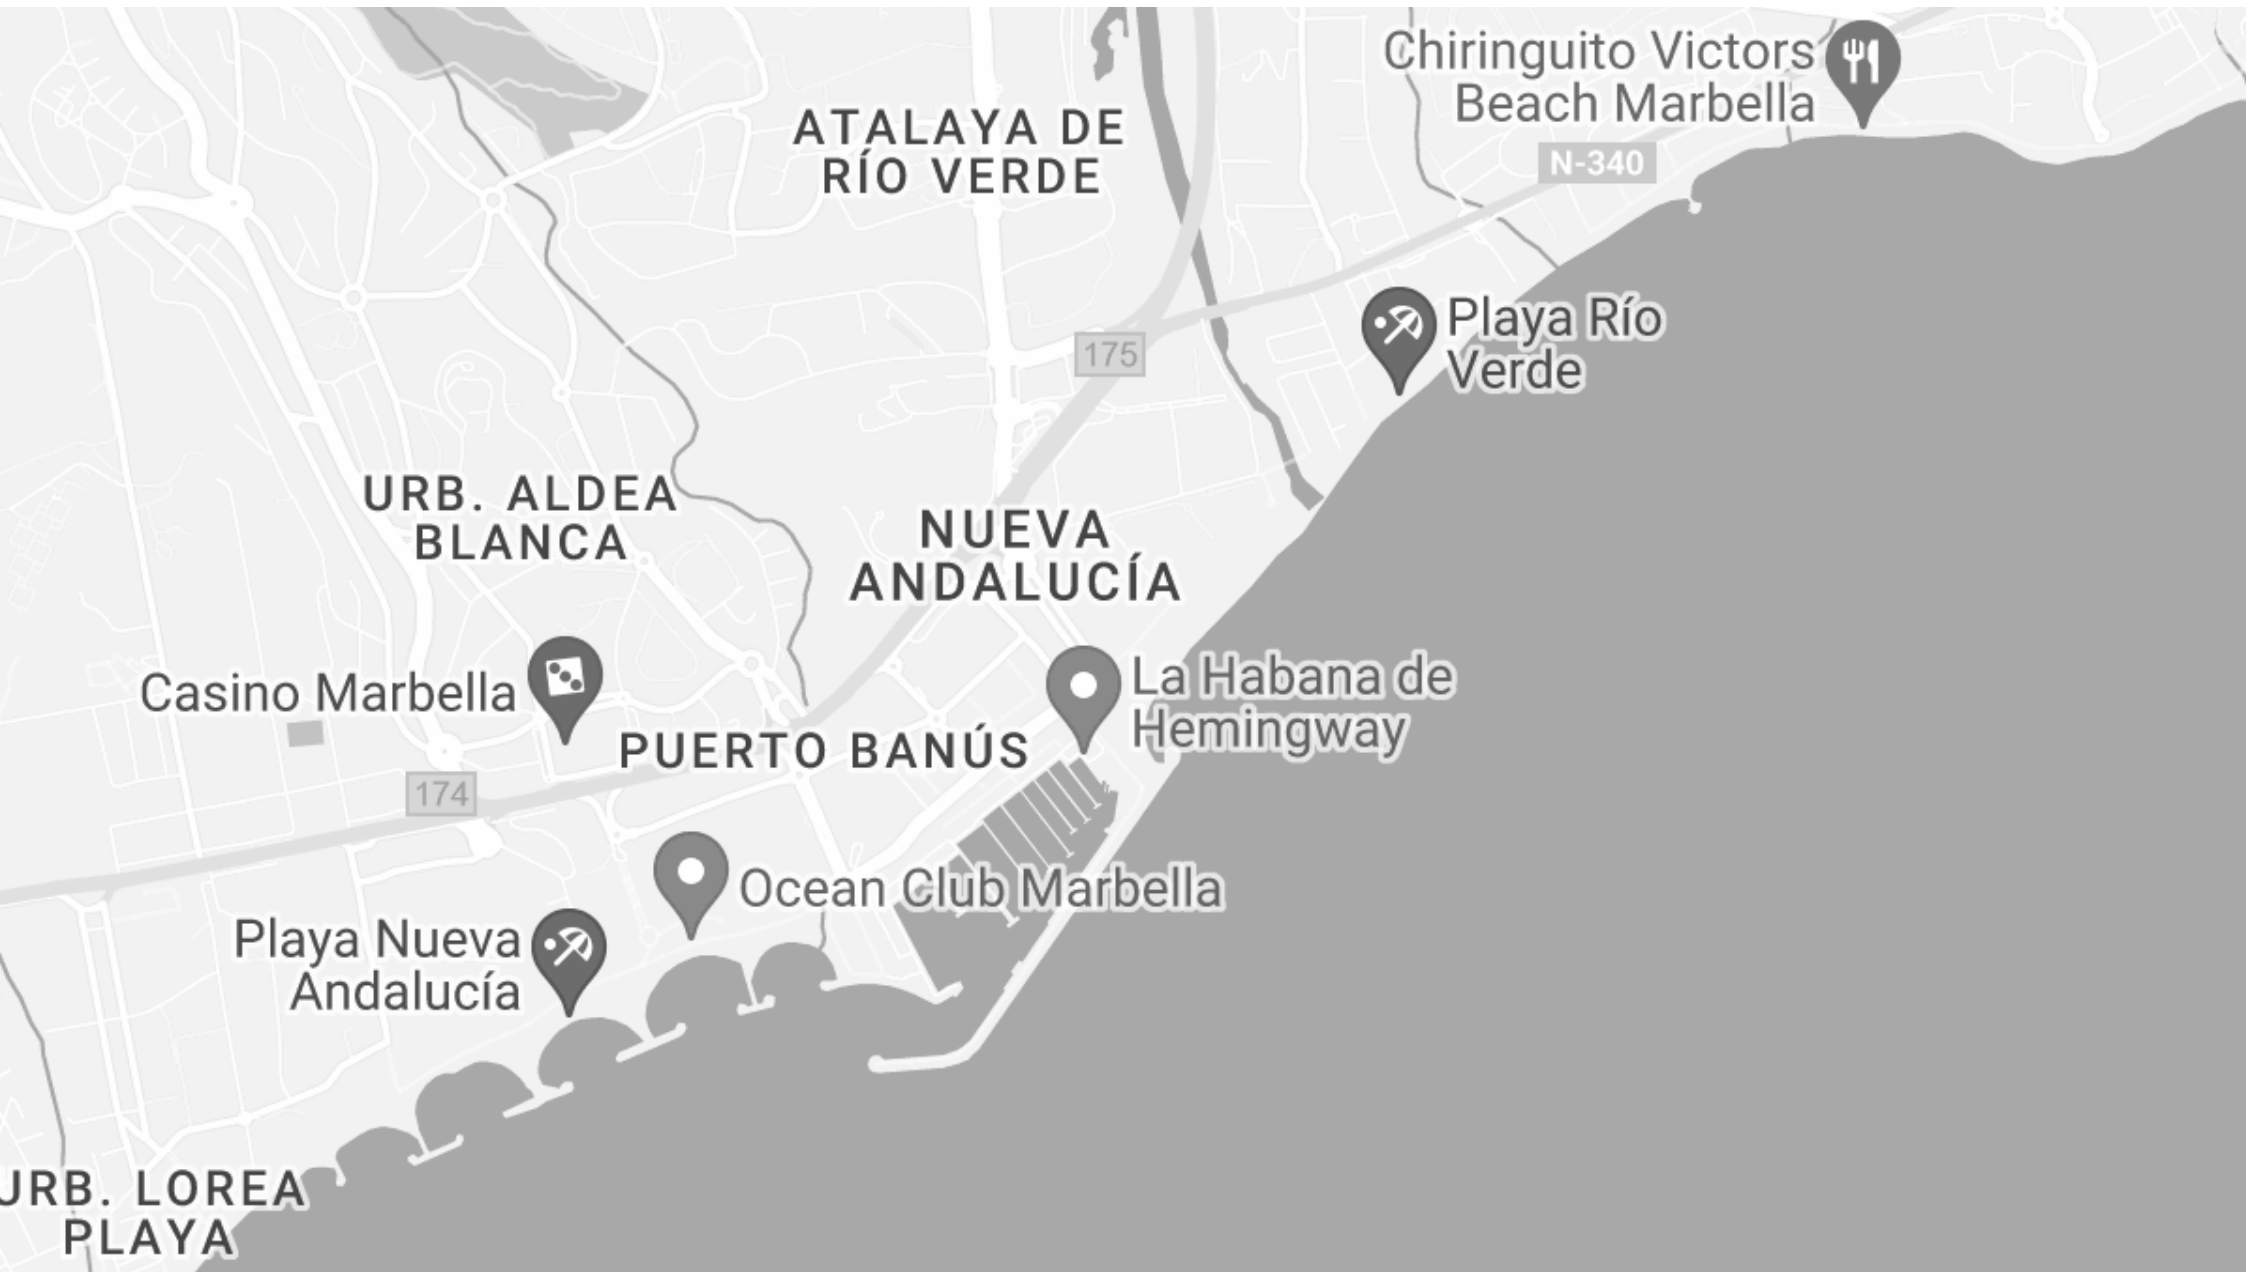 Chiringuito Victors
Beach Marbella
ATALAYA DE
RÍO VERDE
N-340
Playa Río
Verde
175
URB. ALDEA
BLANCA
NUEVA
ANDALUCÍA
Casino Marbella
La Habana de
Hemingway
PUERTO BANÚS
174
Ocean Club Marbella
Playa Nueva
Andalucía
URB. LOREA
PLAYA